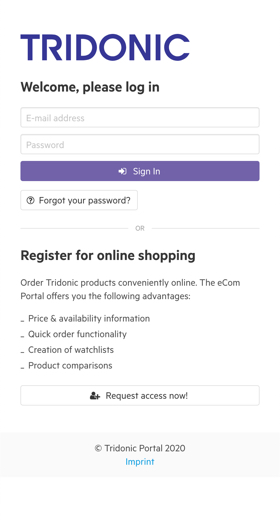 TRIDONIC
Welcome, please log in
E-mail address
Password
Sign In
Forgot your password?
OR
Register for online shopping
Order Tridonic products conveniently online. The eCom
Portal offers you the following advantages:
_ Price & availability information
_ Quick order functionality
_ Creation of watchlists
_ Product comparisons
Request access now!
© Tridonic Portal 2020
Imprint